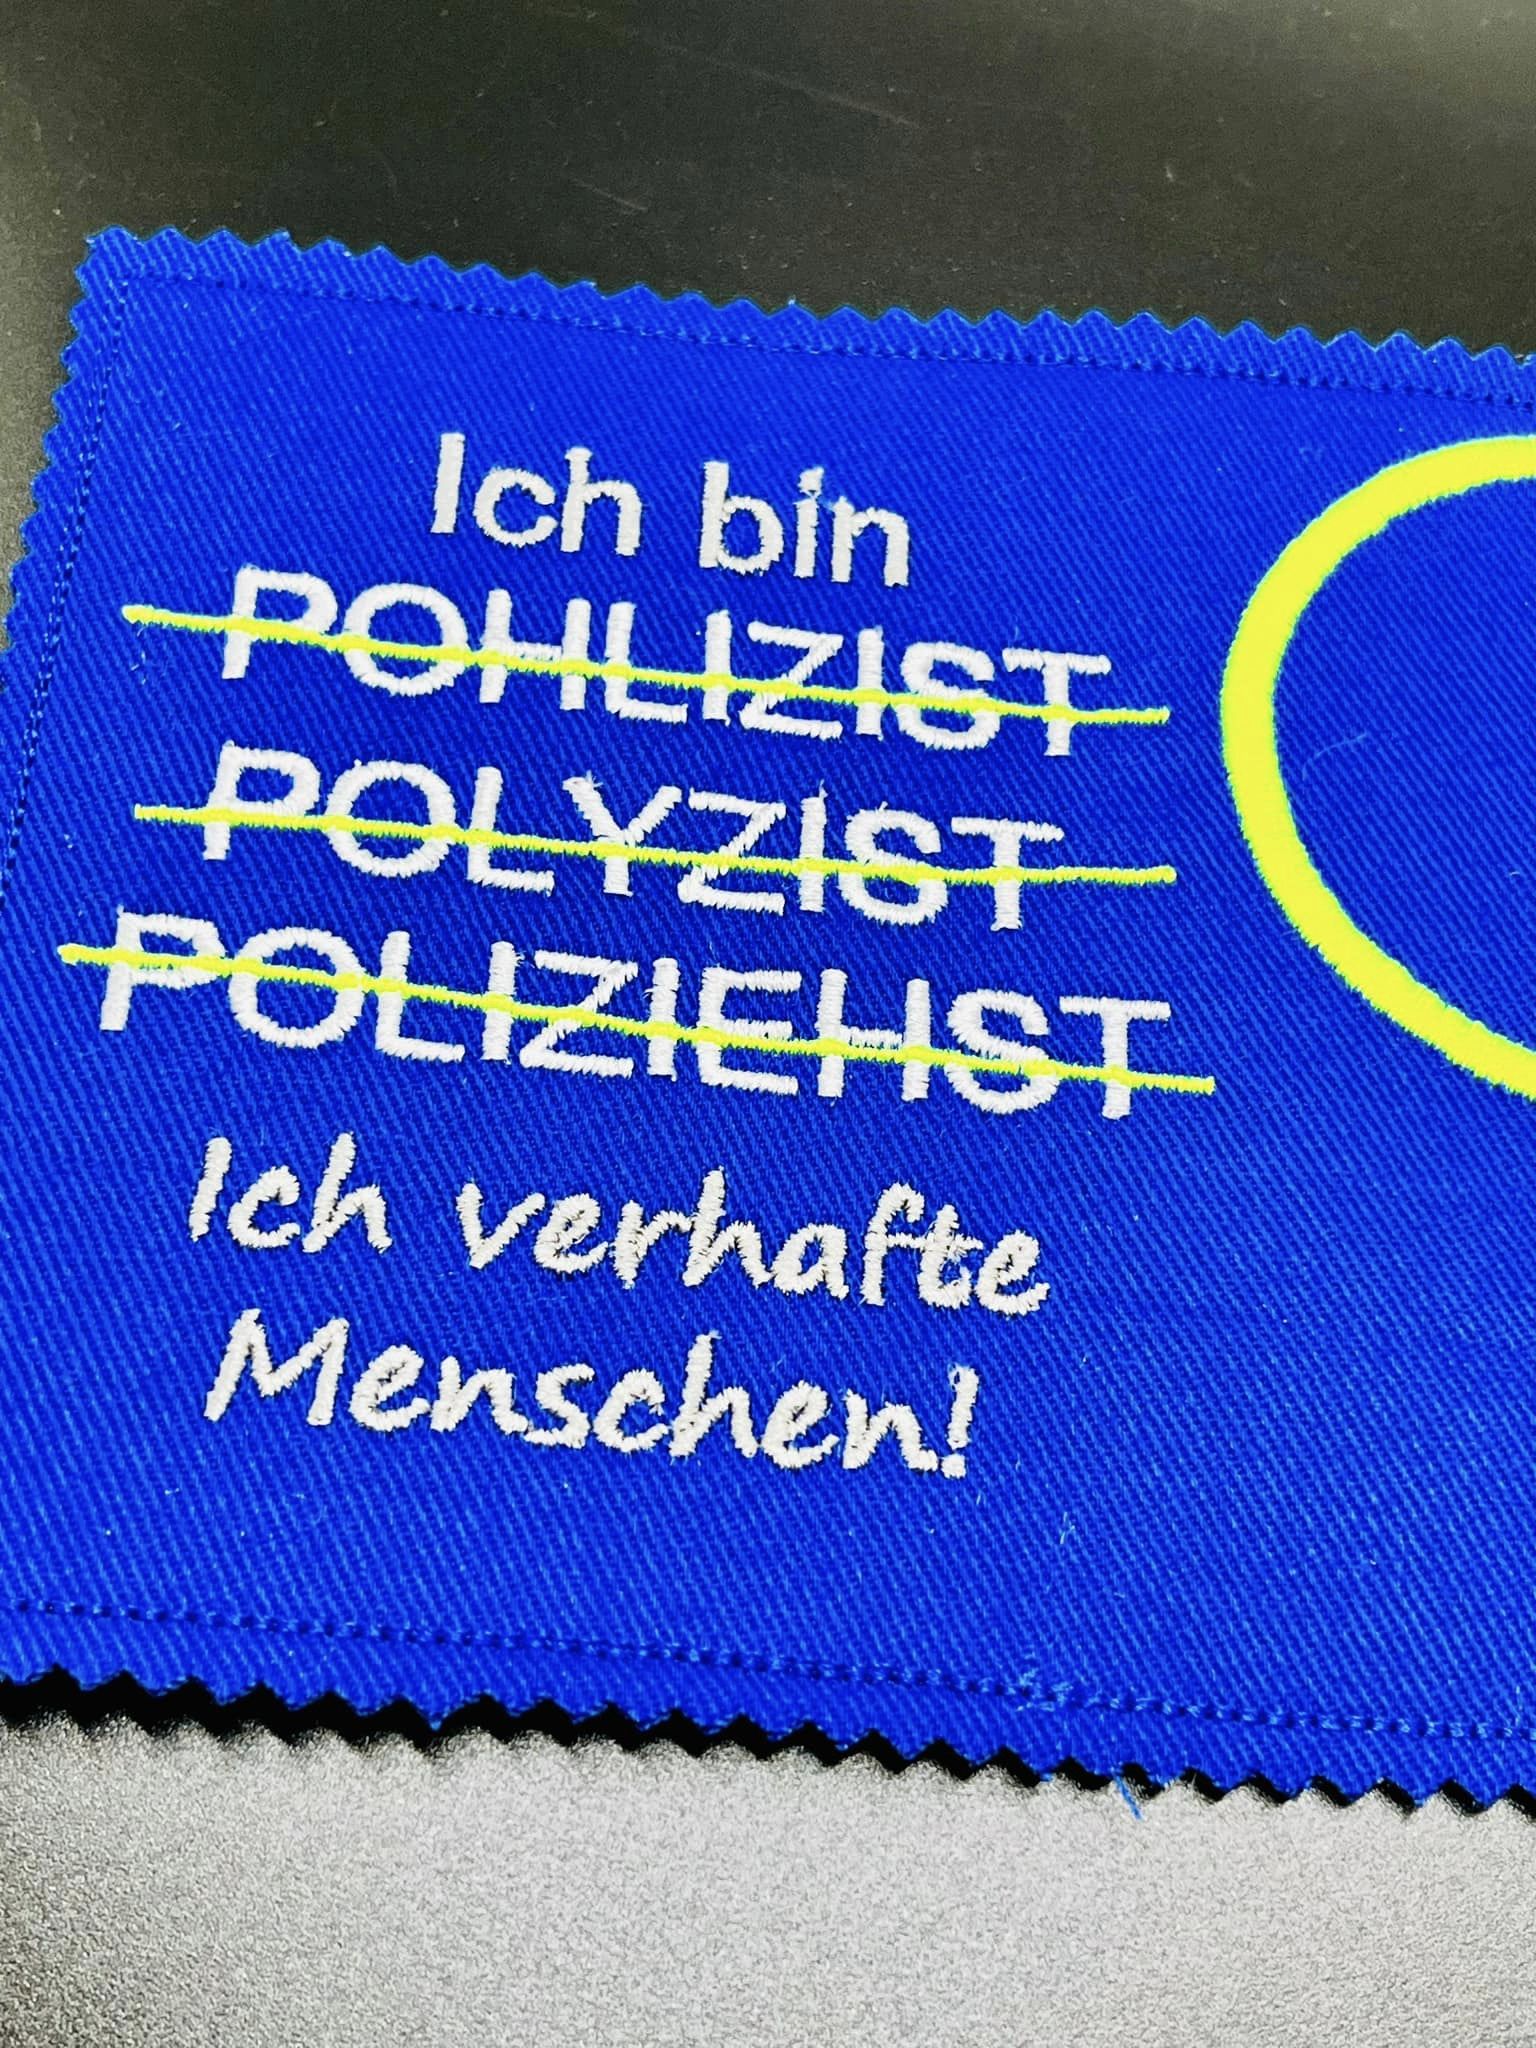 Ich bin
POHLIZIST
POLYZIST
POLIZIEHST
Ich verhafte
Menschen!